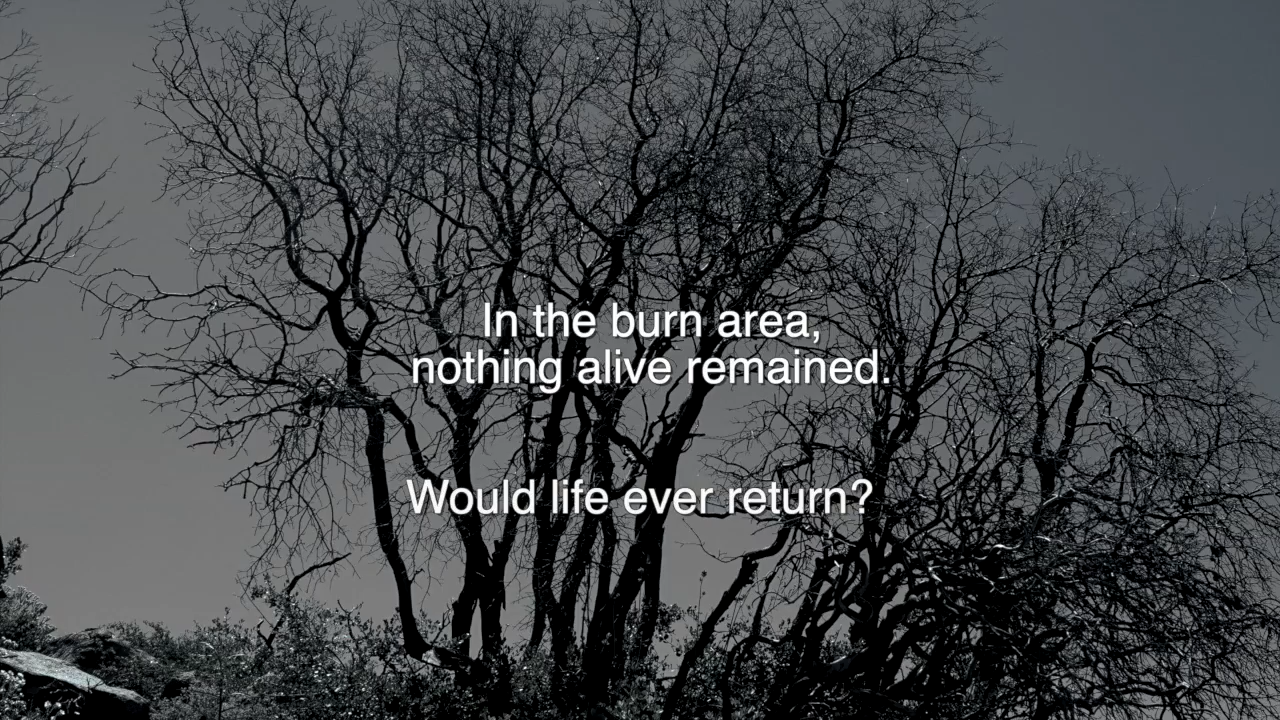 In the burn area,
nothing alive remained.
Would life ever return?